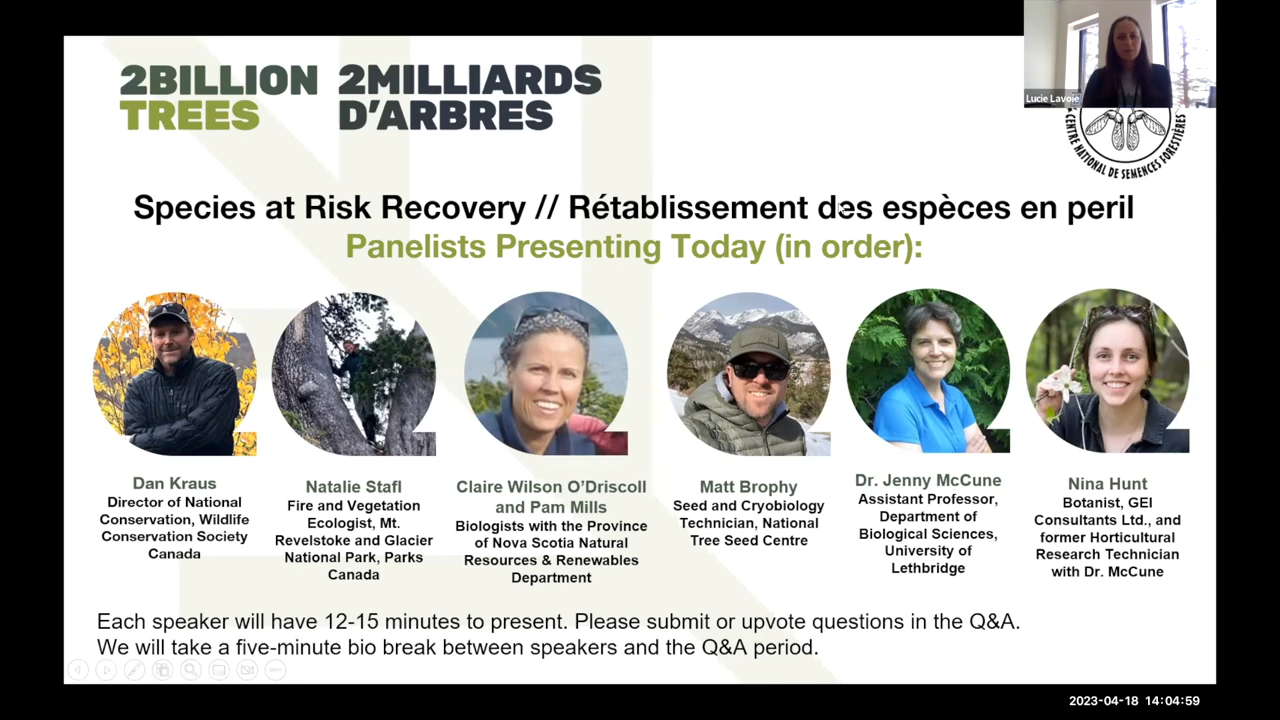 2BILLION TREES
2MILLIARDS D'ARBRES
Lucie Lavoie
CENTRE NATIONAL DE SEMENCES FORESTIÈRES
Species at Risk Recovery // Rétablissement des espèces en peril
Panelists Presenting Today (in order):
Dan Kraus
Director of National
Conservation, Wildlife
Conservation Society
Canada
Natalie Stafl
Fire and Vegetation
Ecologist, Mt.
Revelstoke and Glacier
National Park, Parks
Canada
Claire Wilson O'Driscoll
and Pam Mills
Biologists with the Province
of Nova Scotia Natural
Resources & Renewables
Department
Matt Brophy
Seed and Cryobiology
Technician, National
Tree Seed Centre
Dr. Jenny McCune
Assistant Professor,
Department of
Biological Sciences,
University of
Lethbridge
Nina Hunt
Botanist, GEI
Consultants Ltd., and
former Horticultural
Research Technician
with Dr. McCune
Each speaker will have 12-15 minutes to present. Please submit or upvote questions in the Q&A.
We will take a five-minute bio break between speakers and the Q&A period.
2023-04-18 14:04:59